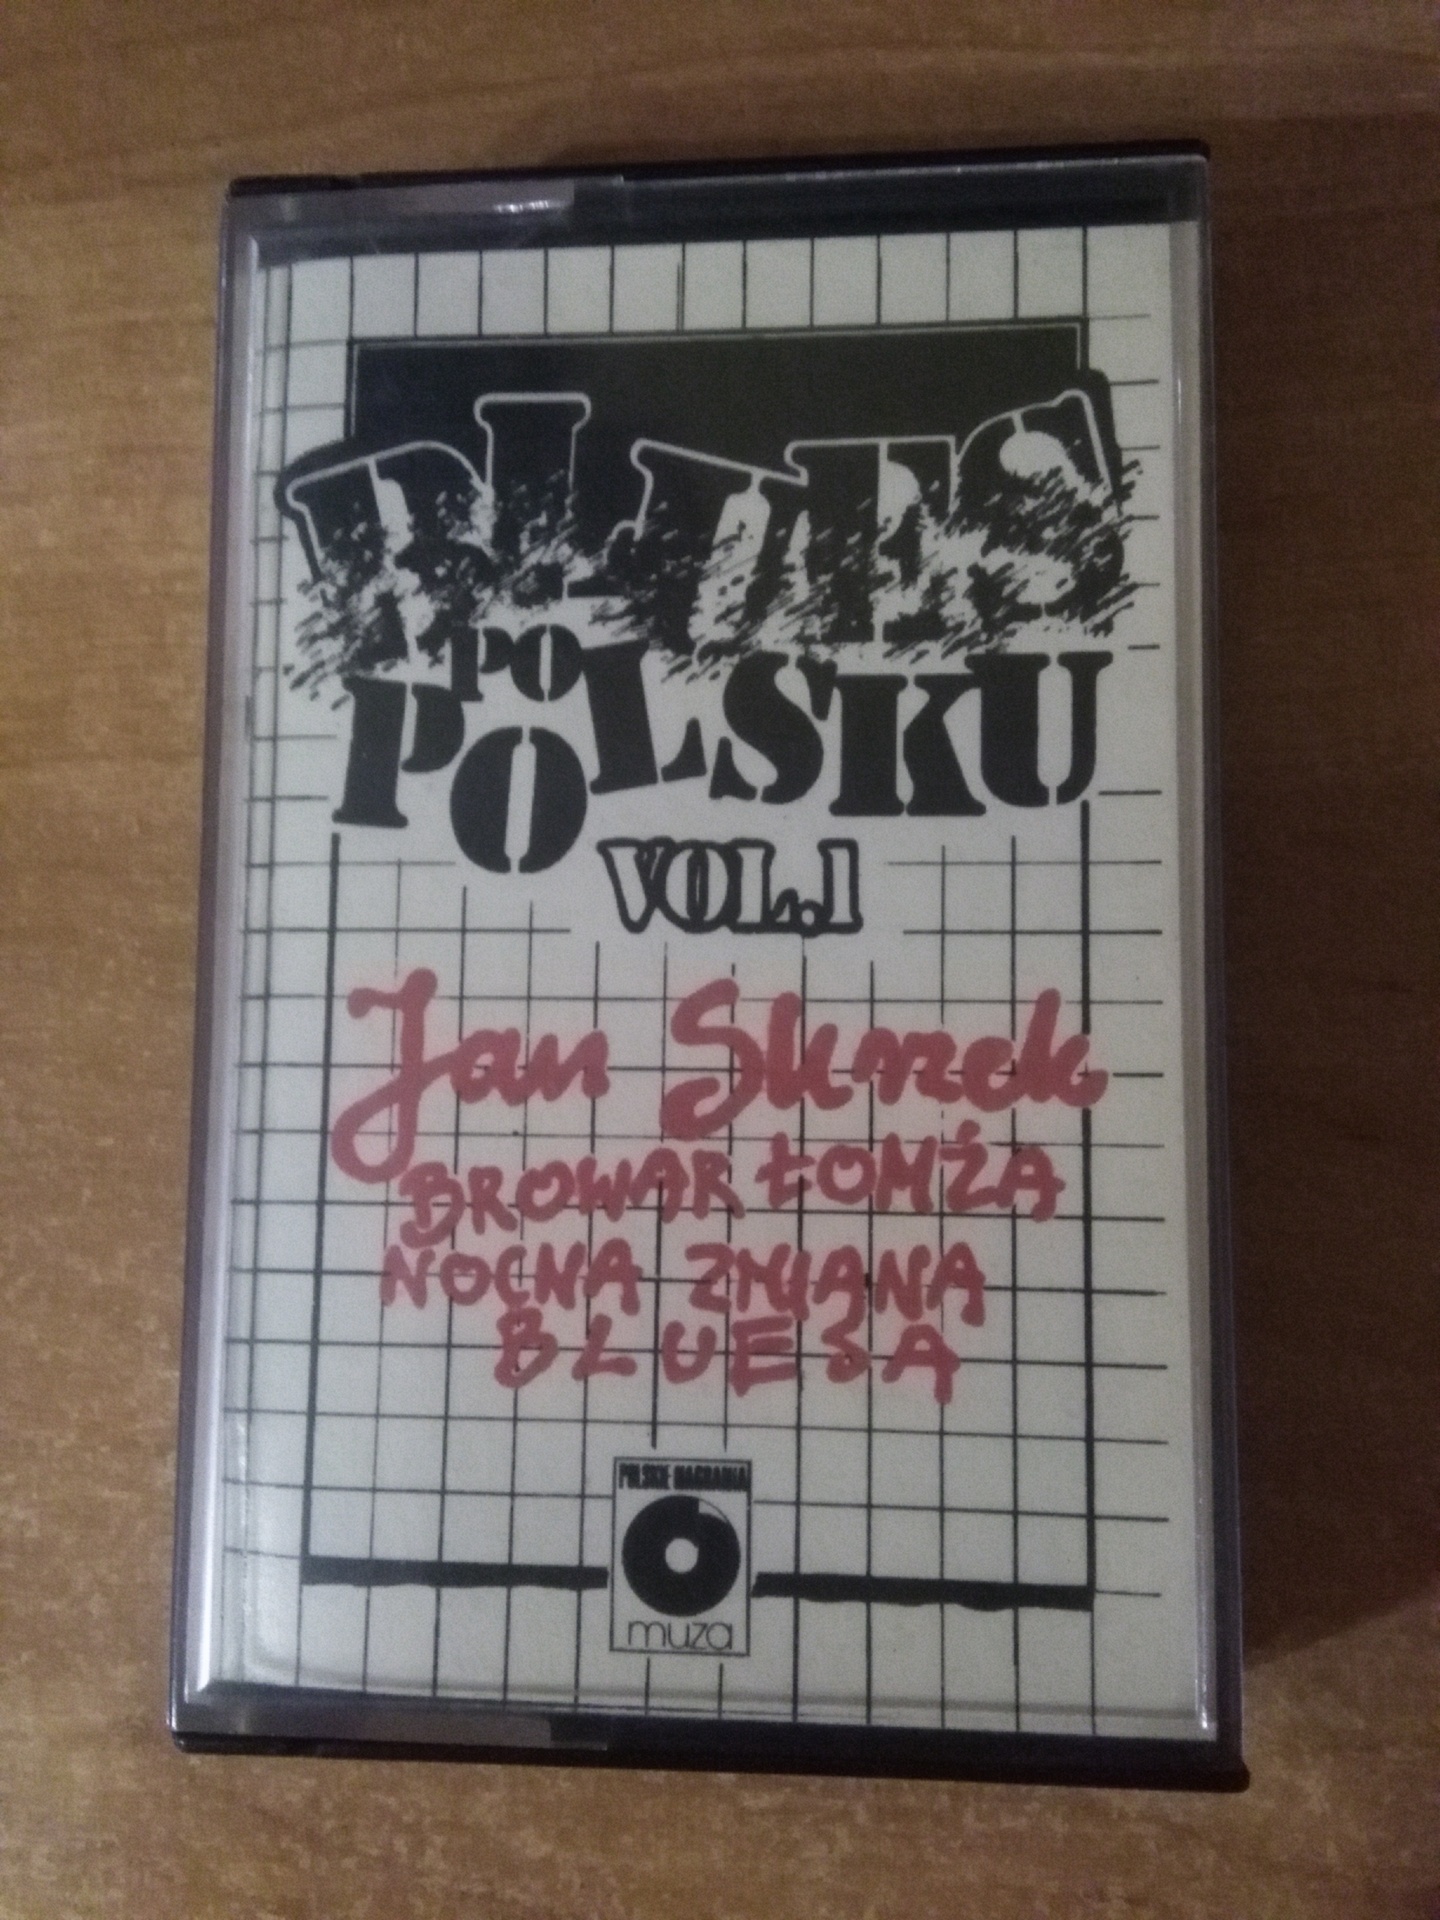 BLUES
PO
POLSKU
VOL.1
Jan Skrzek
BROWAR ŁOMŻA
NOCNA ZMIANA
BLUESA
POLSKIE NAGRANIA
muza